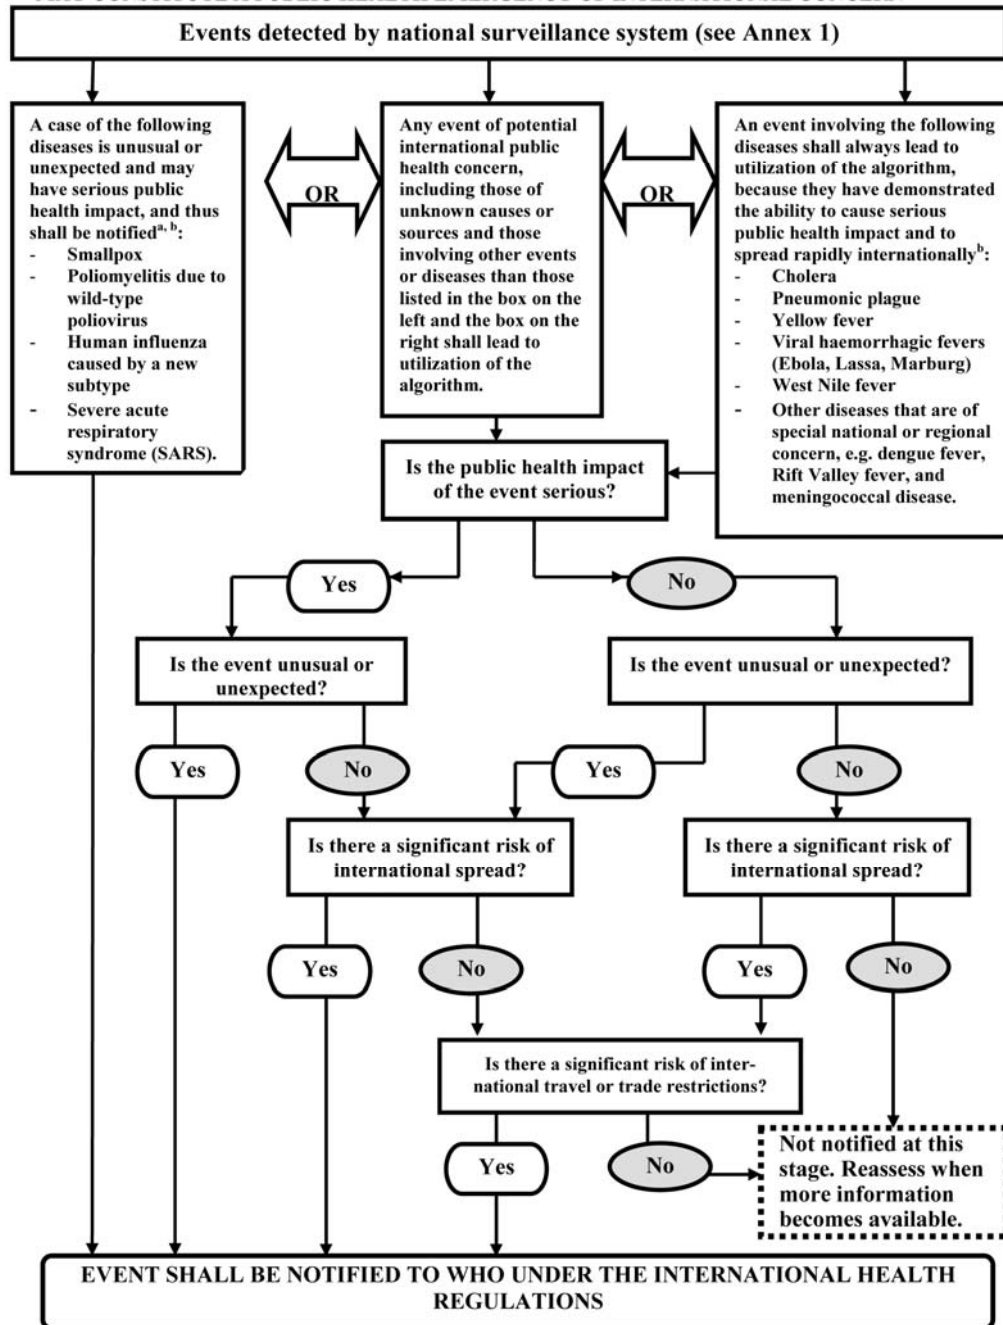 Events detected by national surveillance system (see Annex 1)
A case of the following
diseases is unusual or
unexpected and may
have serious public
health impact, and thus
shall be notifiedᵃ, ᵇ:
- Smallpox
- Poliomyelitis due to
wild-type
poliovirus
- Human influenza
caused by a new
subtype
- Severe acute
respiratory
syndrome (SARS).
OR
Any event of potential
international public
health concern,
including those of
unknown causes or
sources and those
involving other events
or diseases than those
listed in the box on the
left and the box on the
right shall lead to
utilization of the
algorithm.
OR
An event involving the following
diseases shall always lead to
utilization of the algorithm,
because they have demonstrated
the ability to cause serious
public health impact and to
spread rapidly internationallyᵇ:
- Cholera
- Pneumonic plague
- Yellow fever
- Viral haemorrhagic fevers
(Ebola, Lassa, Marburg)
- West Nile fever
- Other diseases that are of
special national or regional
concern, e.g. dengue fever,
Rift Valley fever, and
meningococcal disease.
Is the public health impact
of the event serious?
Yes
No
Is the event unusual or
unexpected?
Is the event unusual or unexpected?
Yes
No
Yes
No
Is there a significant risk of
international spread?
Is there a significant risk of
international spread?
Yes
No
Yes
No
Is there a significant risk of inter-
national travel or trade restrictions?
Yes
No
Not notified at this
stage. Reassess when
more information
becomes available.
EVENT SHALL BE NOTIFIED TO WHO UNDER THE INTERNATIONAL HEALTH
REGULATIONS